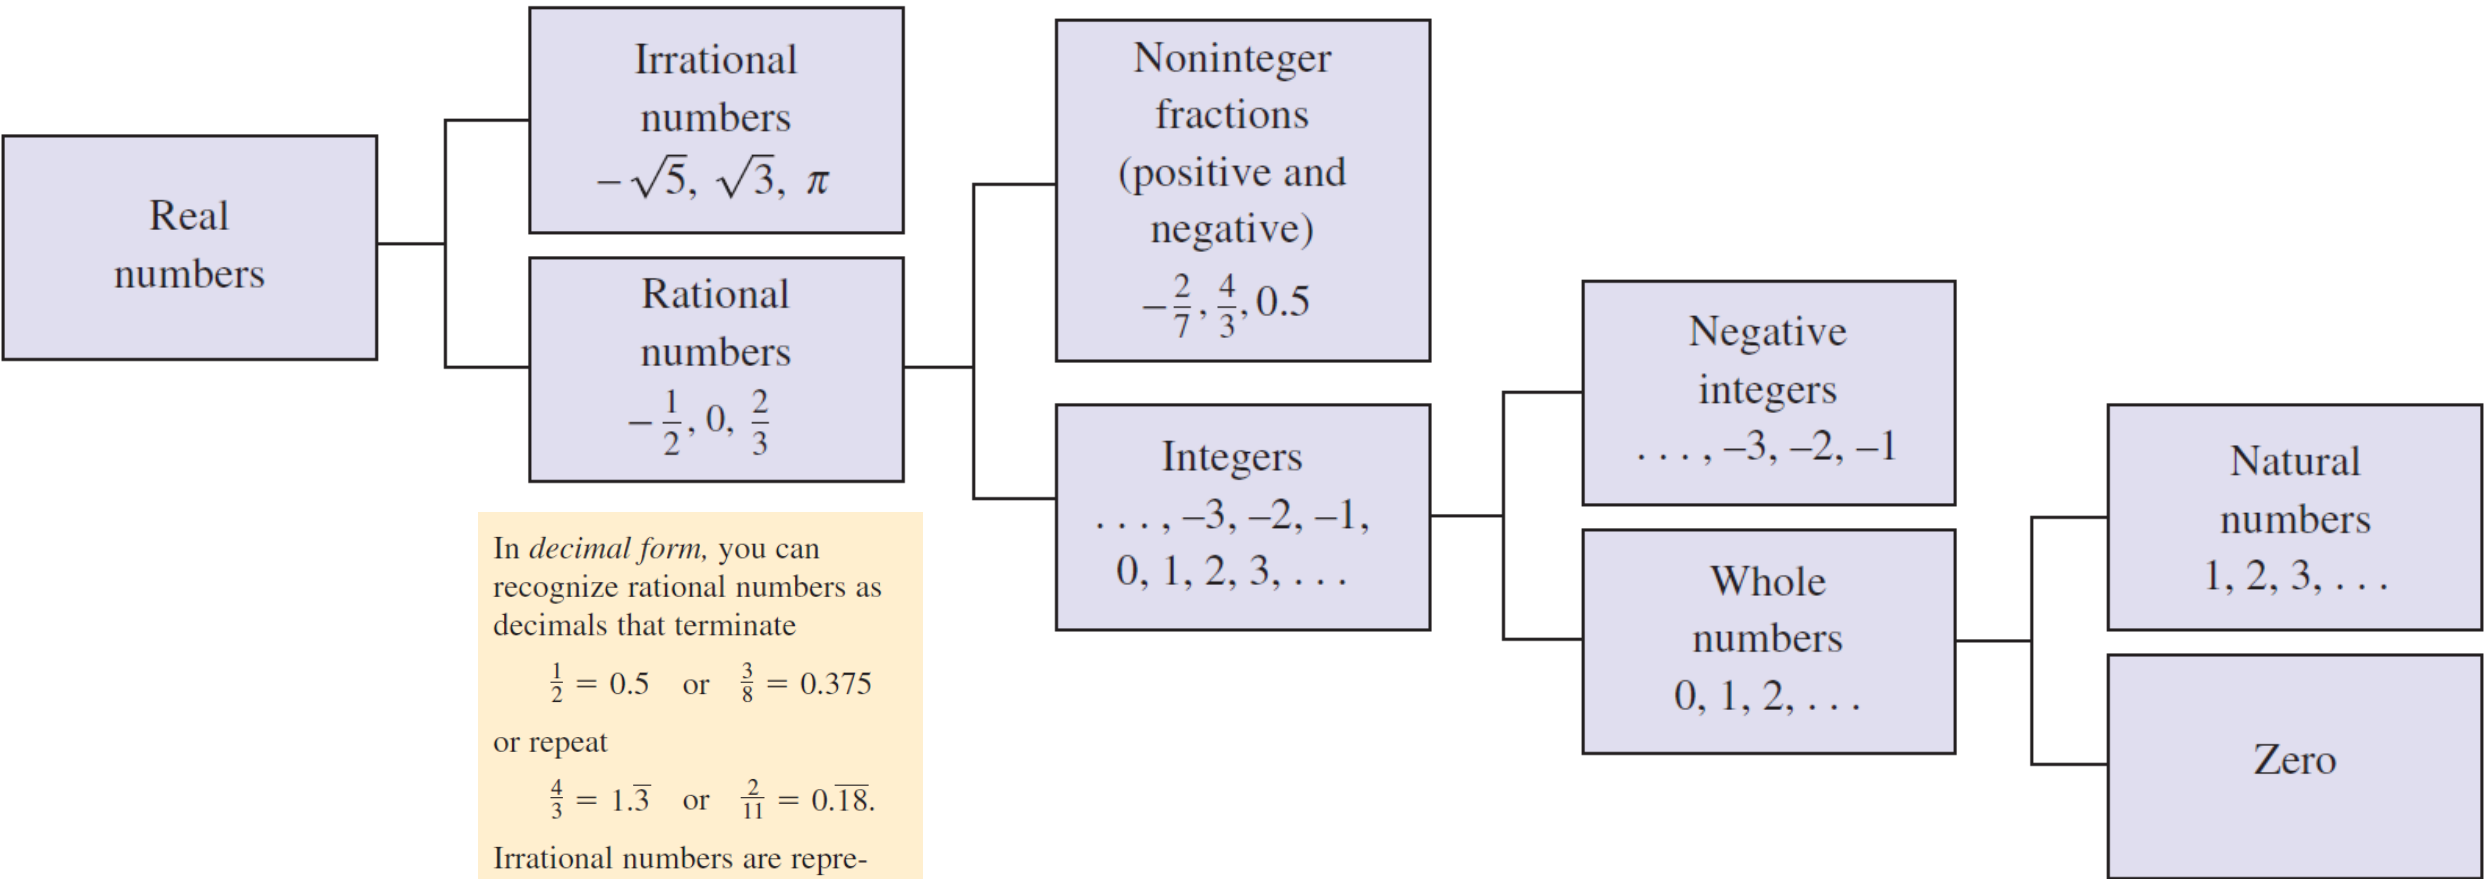 Real
numbers
Irrational
numbers
−√5, √3, π
Rational
numbers
−1/2, 0, 2/3
Noninteger
fractions
(positive and
negative)
−2/7, 4/3, 0.5
Integers
. . . , –3, –2, –1,
0, 1, 2, 3, . . .
Negative
integers
. . . , –3, –2, –1
Whole
numbers
0, 1, 2, . . .
Natural
numbers
1, 2, 3, . . .
Zero
In decimal form, you can
recognize rational numbers as
decimals that terminate
1/2 = 0.5 or 3/8 = 0.375
or repeat
4/3 = 1.3̅ or 2/11 = 0.1̅8̅.
Irrational numbers are repre-